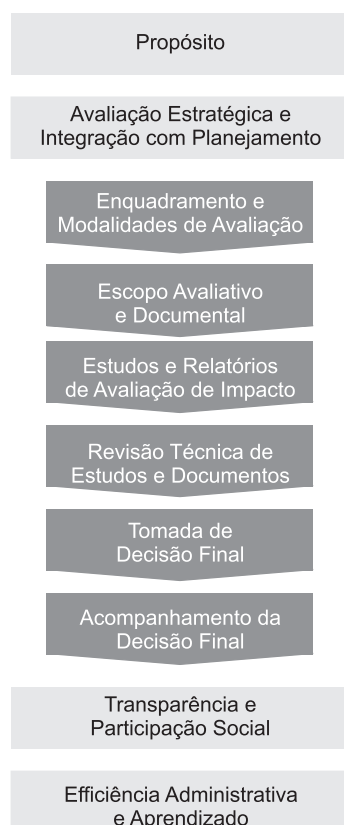 Propósito
Avaliação Estratégica e
Integração com Planejamento
Enquadramento e
Modalidades de Avaliação
Escopo Avaliativo
e Documental
Estudos e Relatórios
de Avaliação de Impacto
Revisão Técnica de
Estudos e Documentos
Tomada de
Decisão Final
Acompanhamento da
Decisão Final
Transparência e
Participação Social
Efficiência Administrativa
e Aprendizado